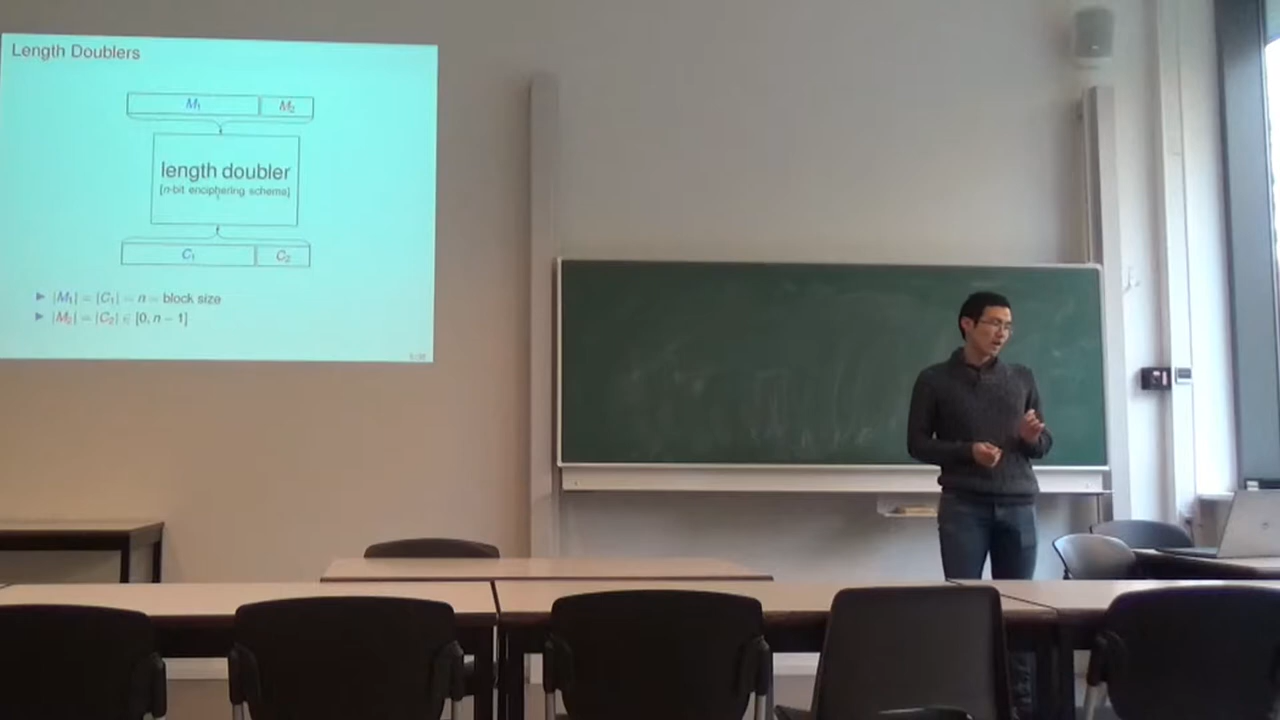 Length Doublers
M₁ M₂
length doubler
[n-bit enciphering scheme]
C₁ C₂
► |M₁| = |C₁| = n = block size
► |M₂| = |C₂| ∈ [0, n − 1]